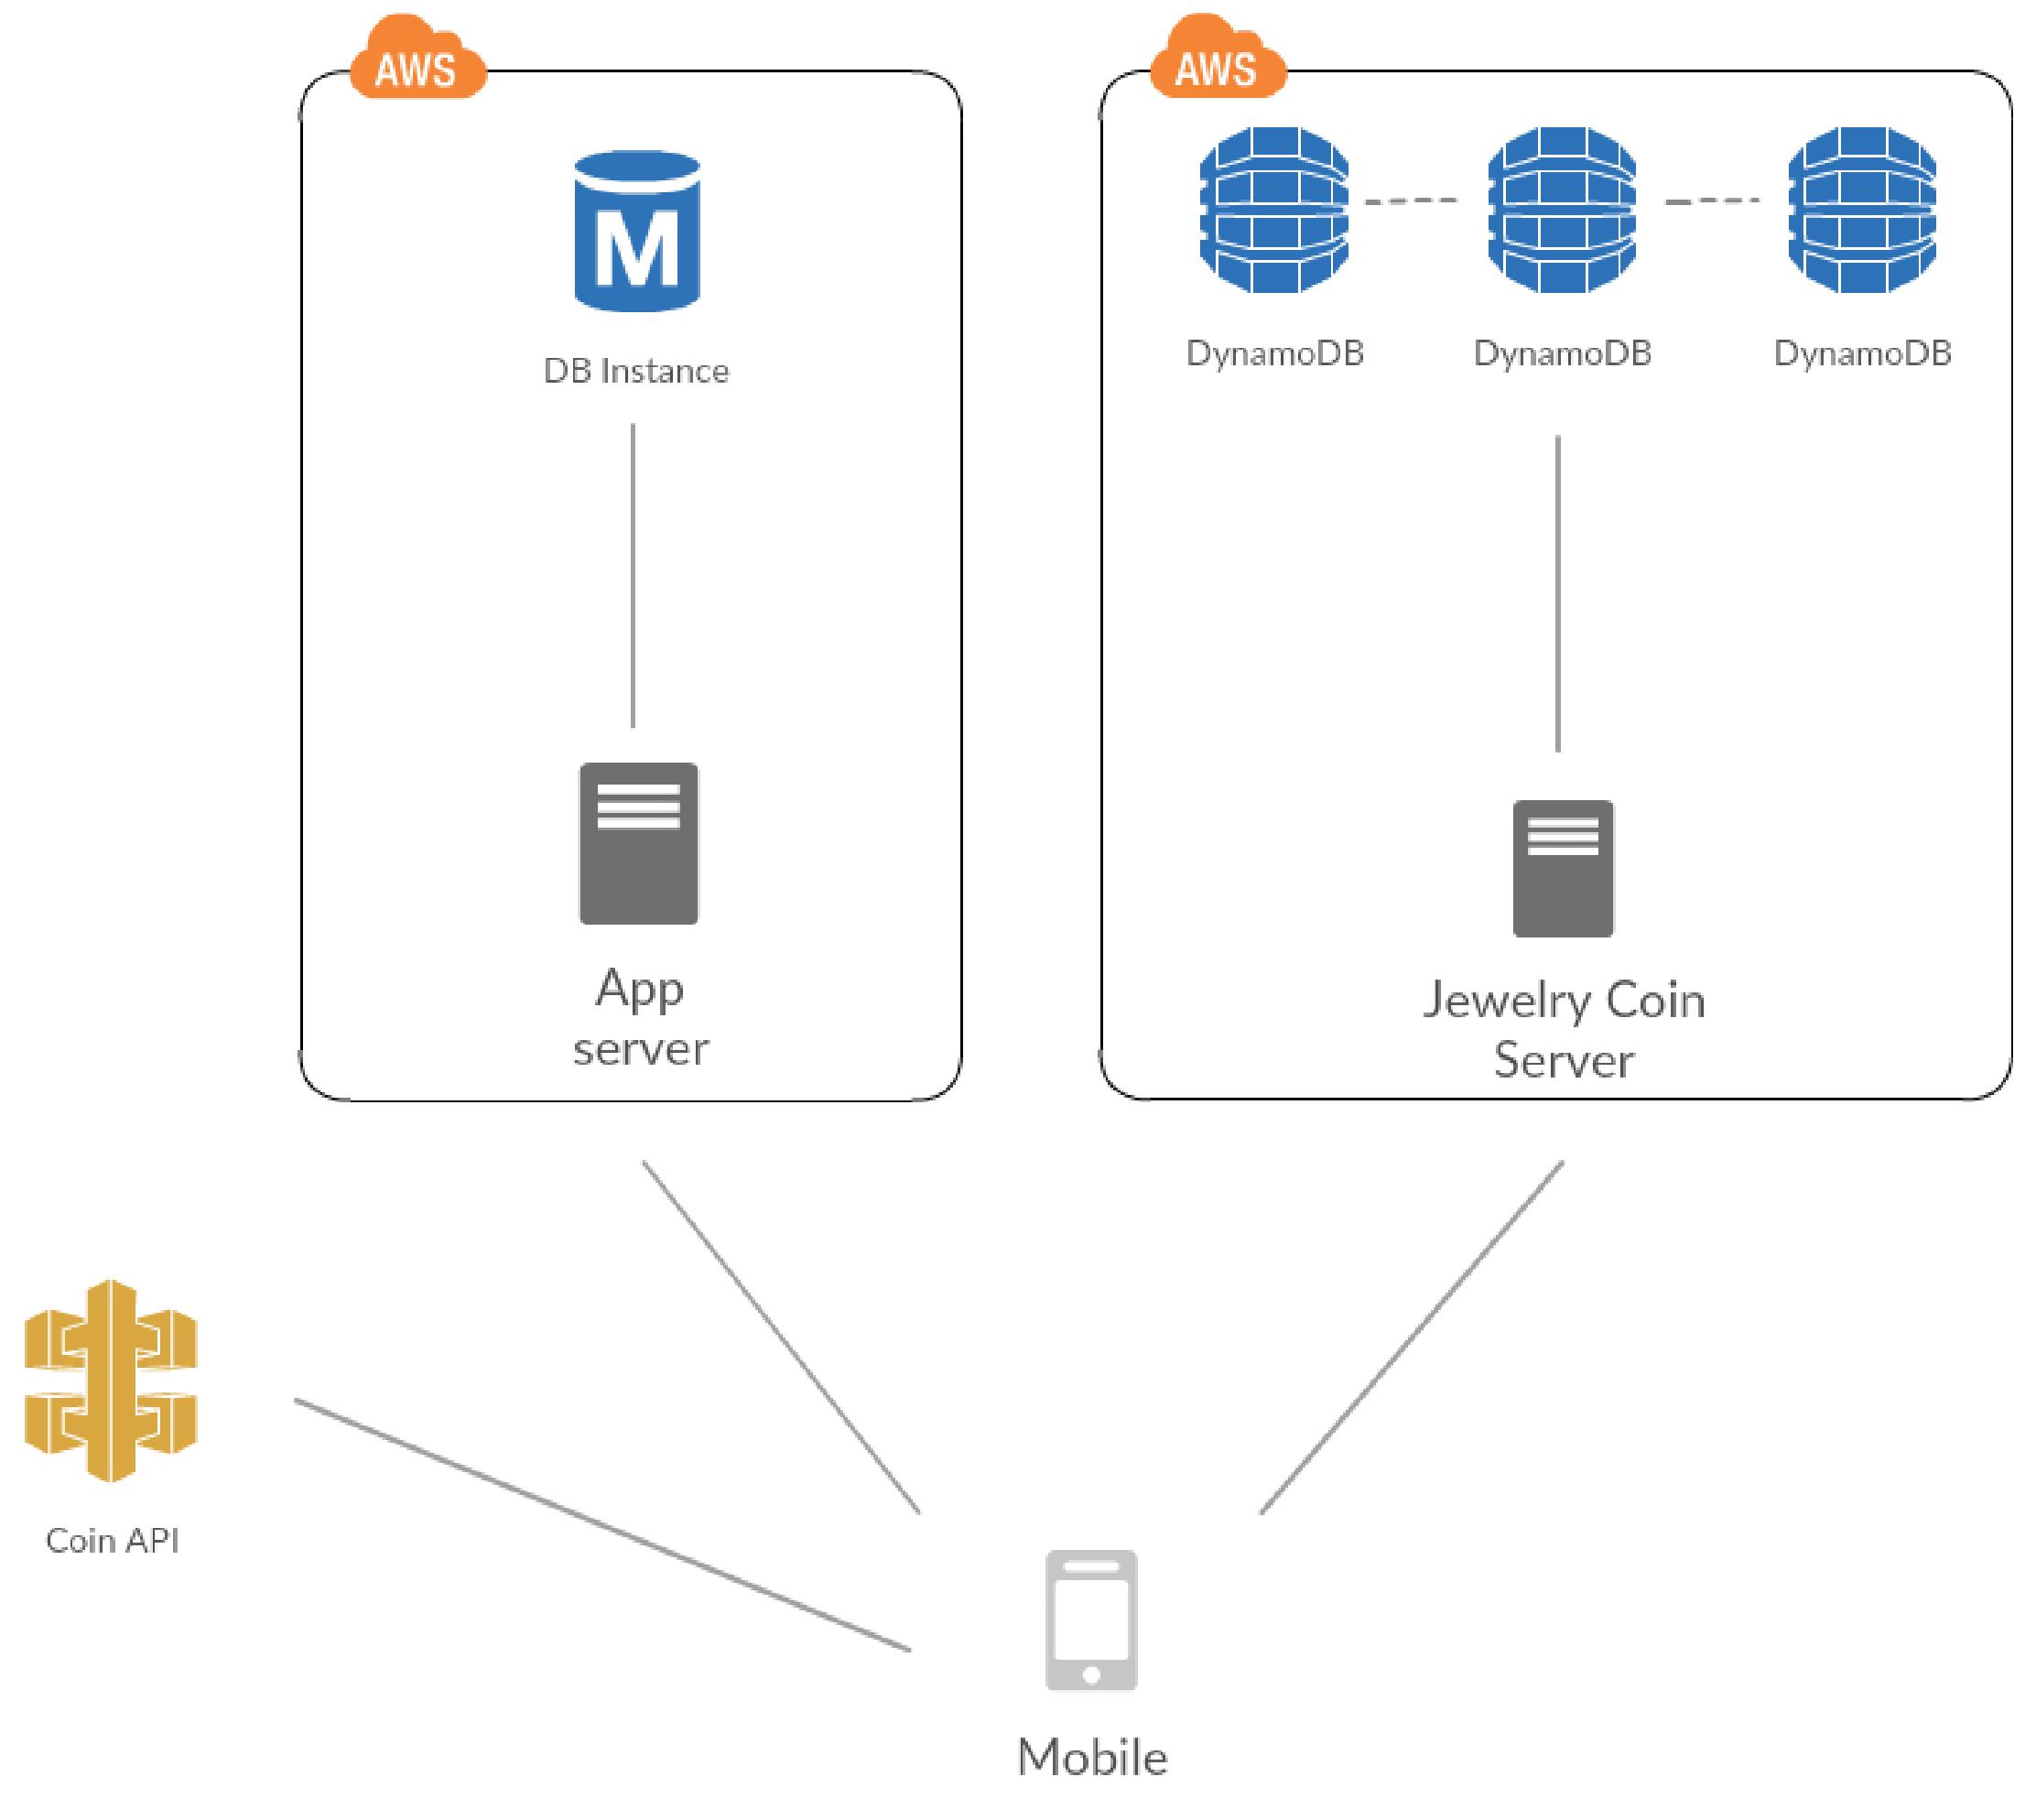 AWS
AWS
M
DB Instance
DynamoDB
DynamoDB
DynamoDB
App
server
Jewelry Coin
Server
Coin API
Mobile